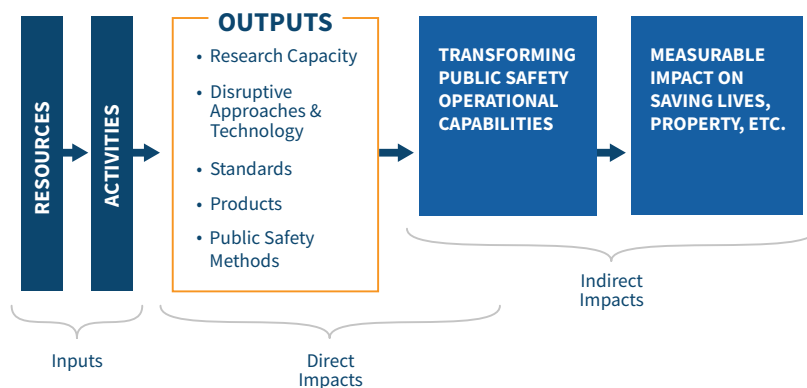 RESOURCES
ACTIVITIES
OUTPUTS
• Research Capacity
• Disruptive
Approaches &
Technology
• Standards
• Products
• Public Safety
Methods
TRANSFORMING
PUBLIC SAFETY
OPERATIONAL
CAPABILITIES
MEASURABLE
IMPACT ON
SAVING LIVES,
PROPERTY, ETC.
Inputs
Direct
Impacts
Indirect
Impacts